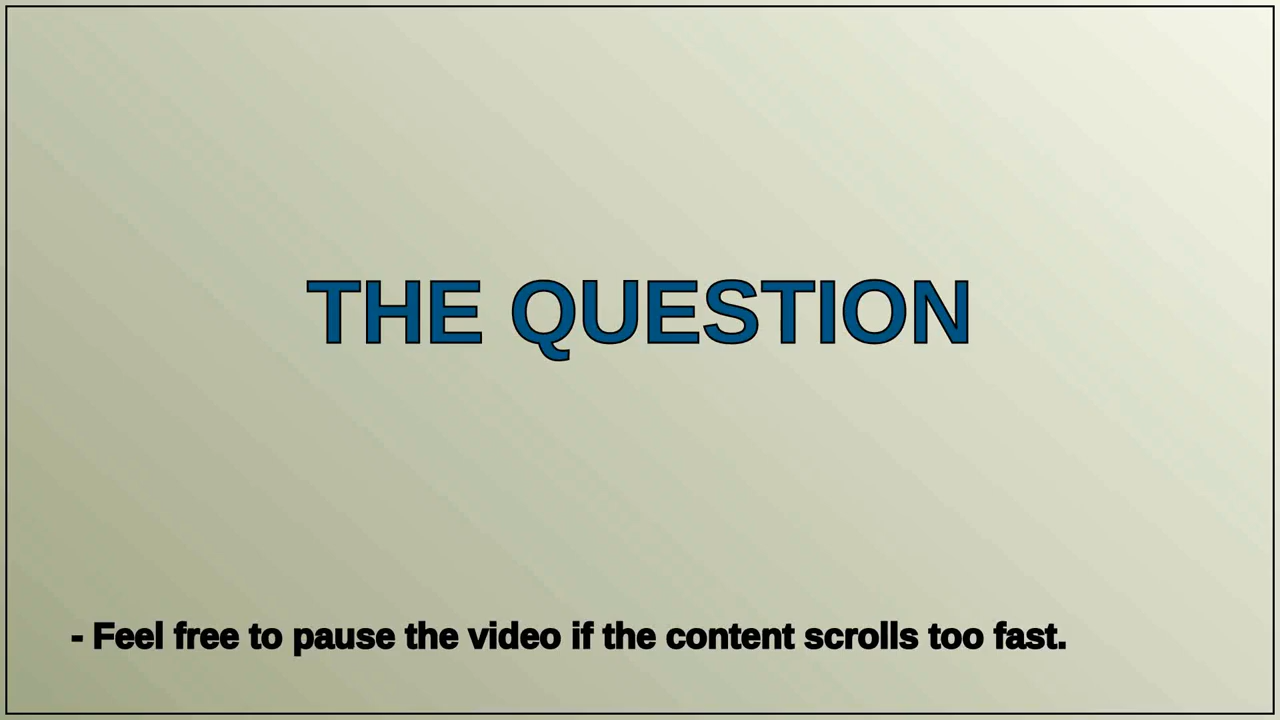 THE QUESTION
- Feel free to pause the video if the content scrolls too fast.